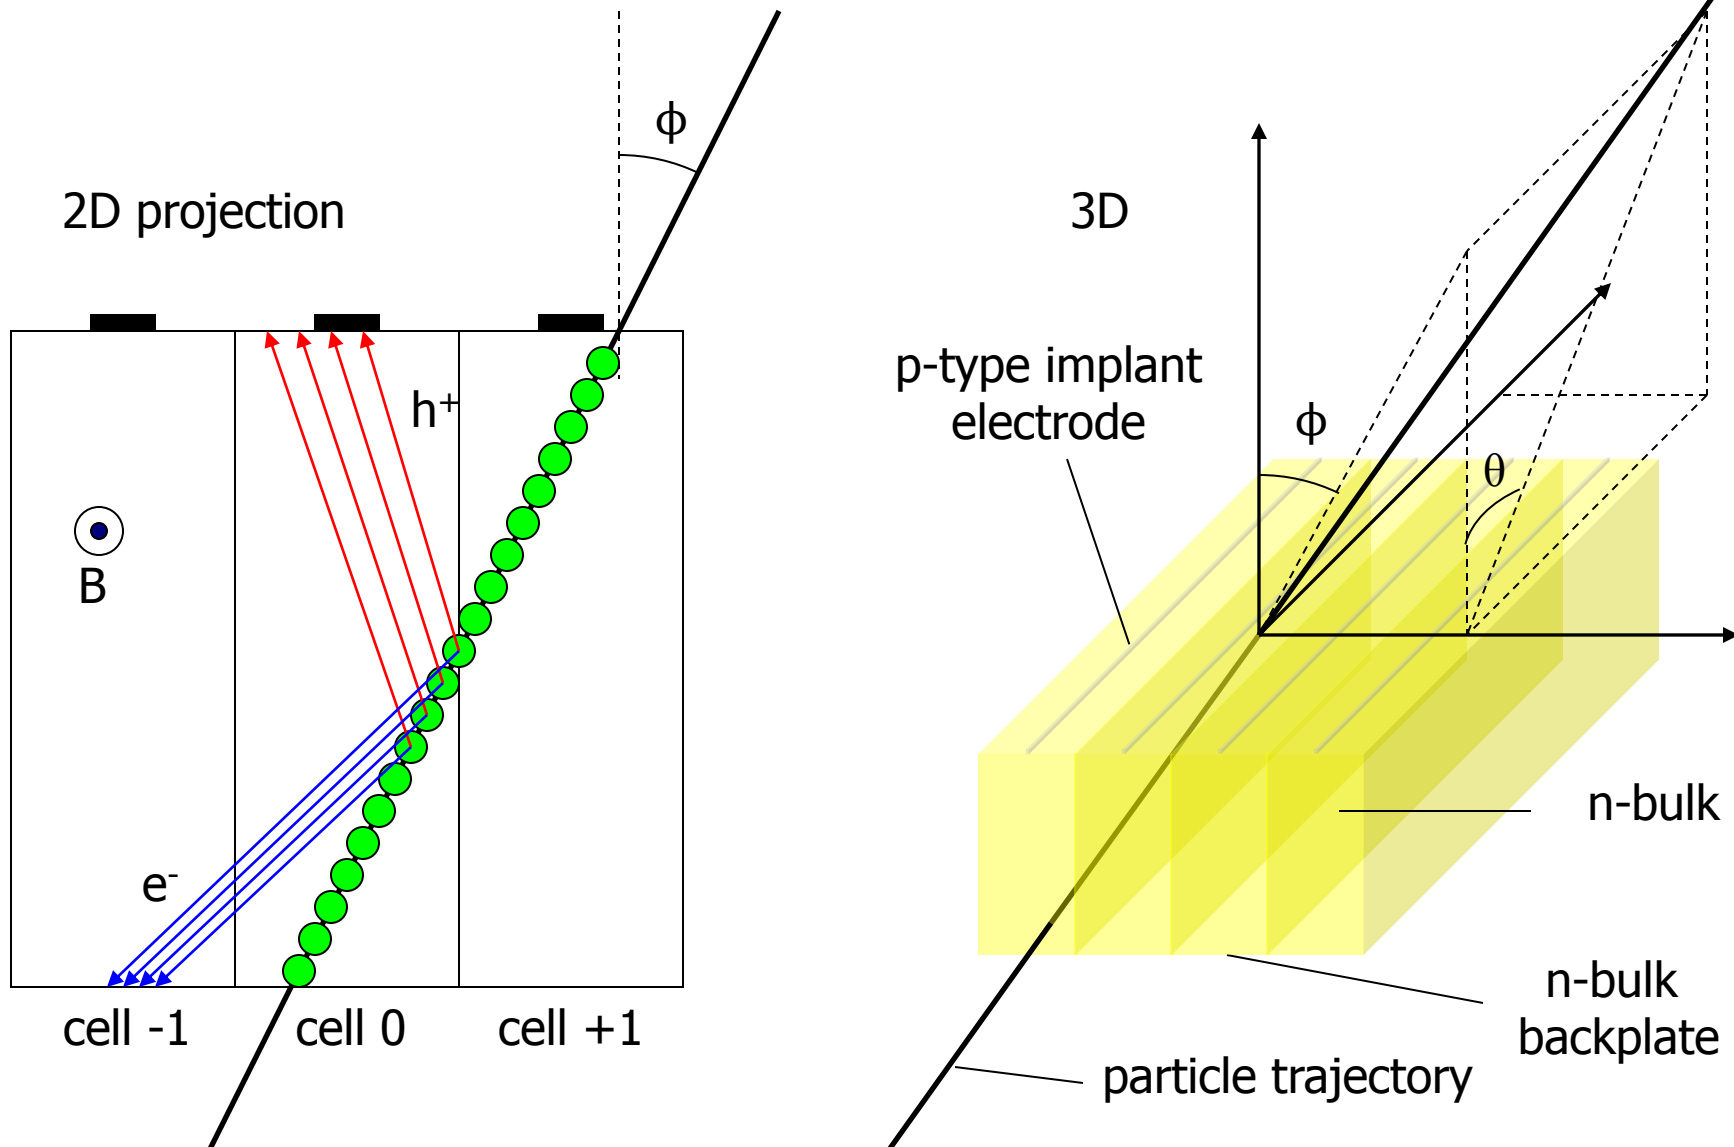 2D projection
ϕ
h⁺
B
e⁻
cell -1
cell 0
cell +1
3D
p-type implant
electrode
ϕ
θ
n-bulk
n-bulk
backplate
particle trajectory